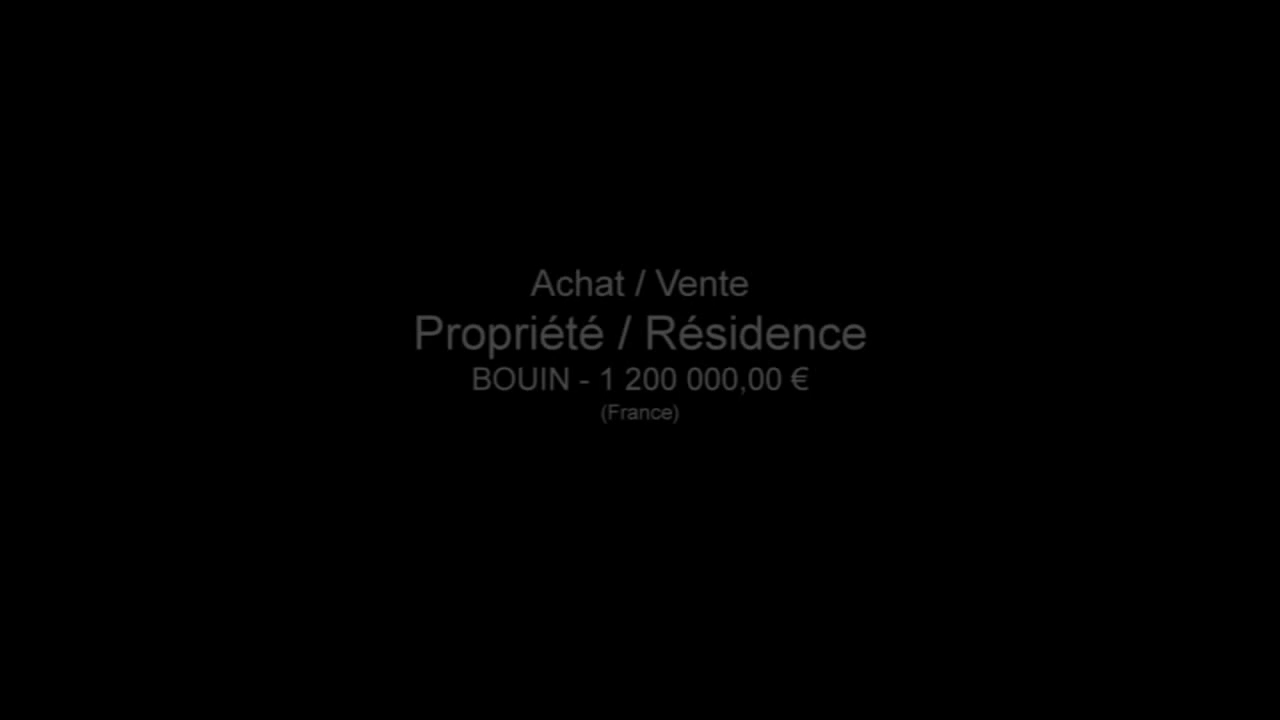 Achat / Vente
Propriété / Résidence
BOUIN - 1 200 000,00 €
(France)